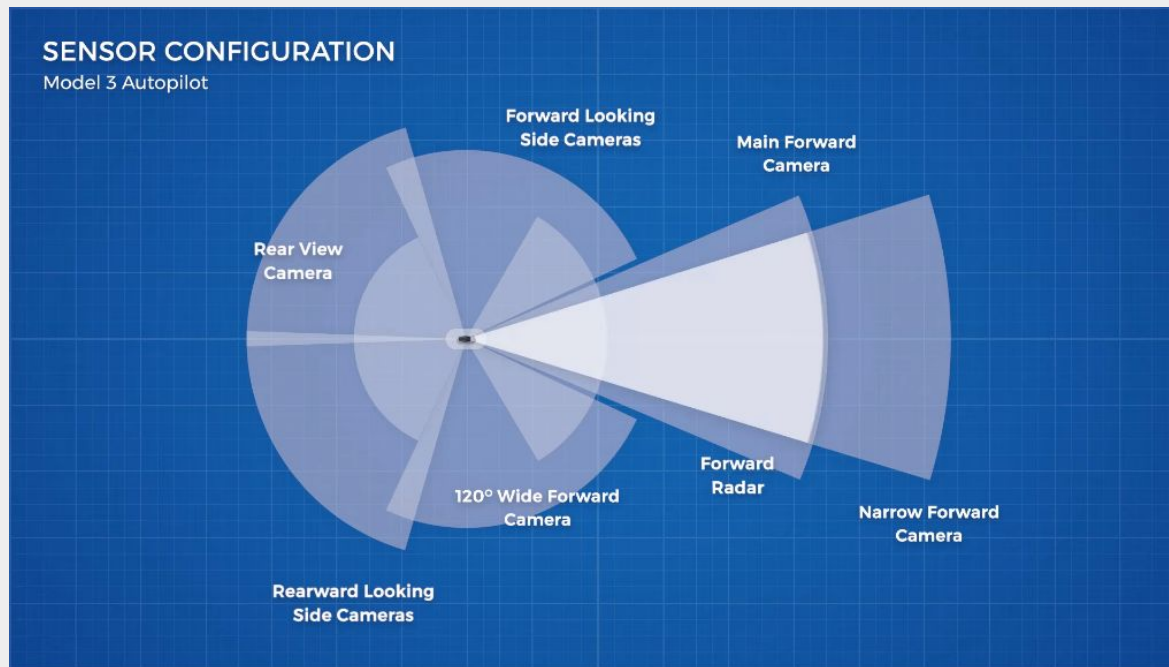 SENSOR CONFIGURATION
Model 3 Autopilot
Forward Looking
Side Cameras
Main Forward
Camera
Rear View
Camera
Forward
Radar
120° Wide Forward
Camera
Narrow Forward
Camera
Rearward Looking
Side Cameras